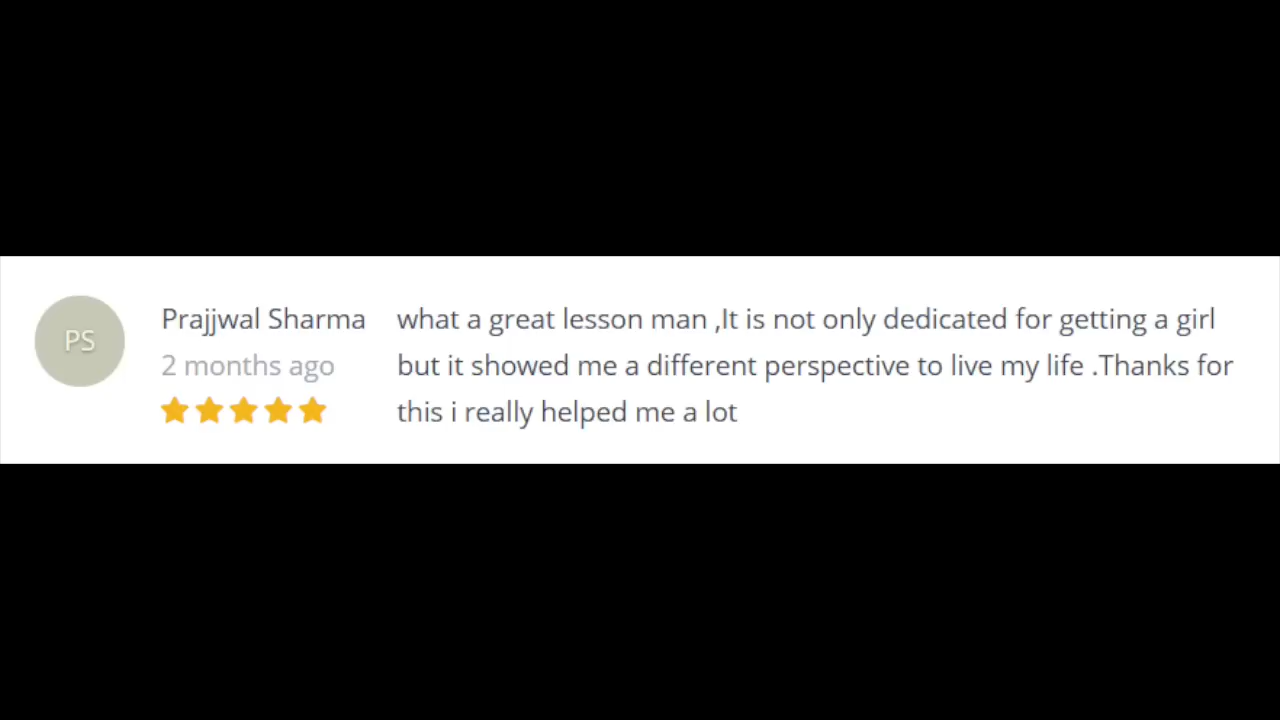 PS
Prajjwal Sharma
2 months ago
what a great lesson man ,It is not only dedicated for getting a girl
but it showed me a different perspective to live my life .Thanks for
this i really helped me a lot